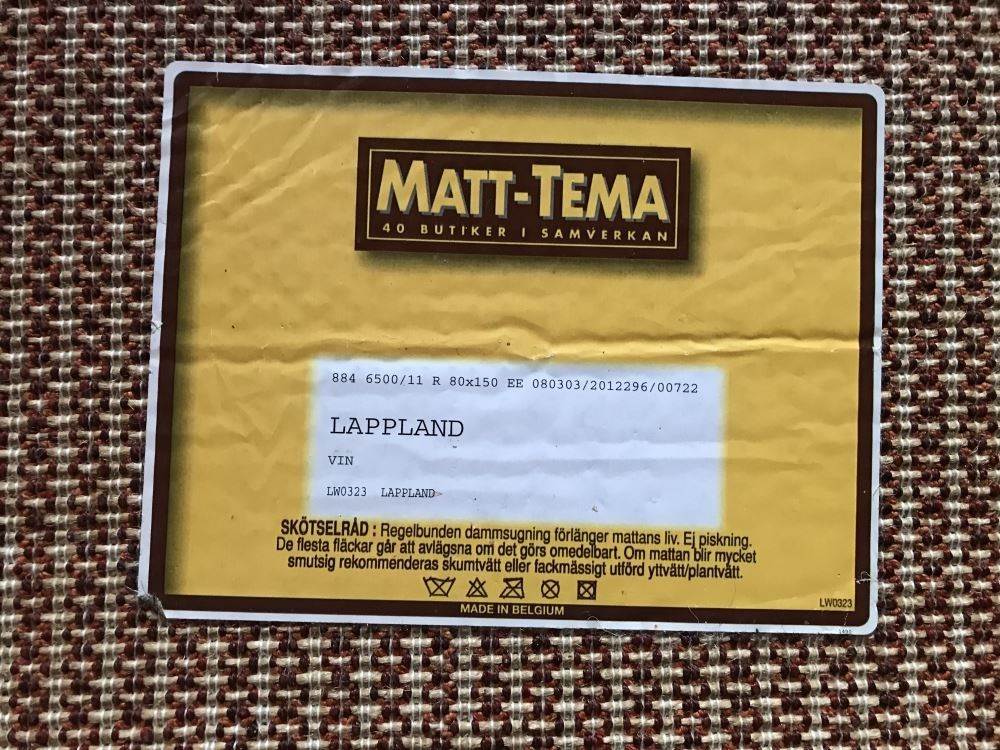 MATT-TEMA
40 BUTIKER I SAMVERKAN
884 6500/11 R 80x150 EE 080303/2012296/00722
LAPPLAND
VIN
LW0323 LAPPLAND
SKÖTSELRÅD : Regelbunden dammsugning förlänger mattans liv. Ej piskning.
De flesta fläckar går att avlägsna om det görs omedelbart. Om mattan blir mycket
smutsig rekommenderas skumtvätt eller fackmässigt utförd yttvätt/plantvätt.
MADE IN BELGIUM
LW0323